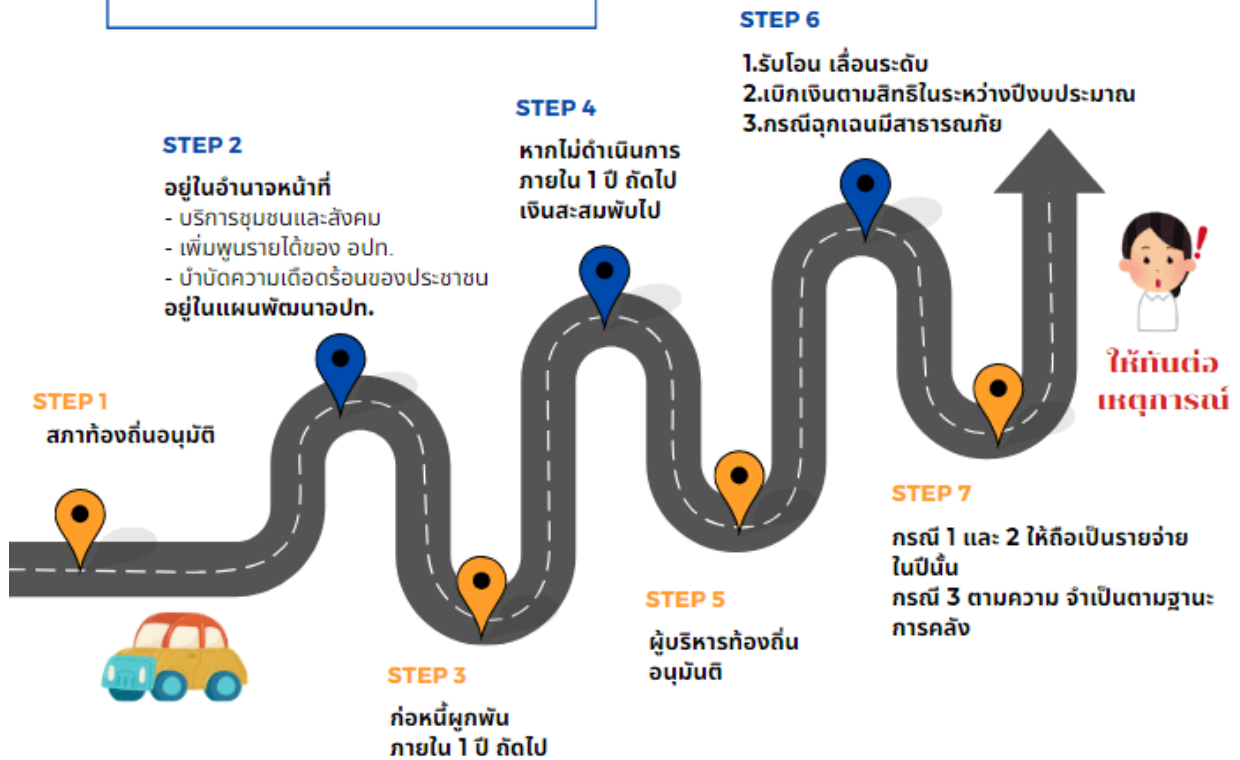 STEP 1
สภาท้องถิ่นอนุมัติ
STEP 2
อยู่ในอำนาจหน้าที่
- บริการชุมชนและสังคม
- เพิ่มพูนรายได้ของ อปท.
- บำบัดความเดือดร้อนของประชาชน
อยู่ในแผนพัฒนาอปท.
STEP 3
ก่อหนี้ผูกพัน
ภายใน 1 ปี ถัดไป
STEP 4
หากไม่ดำเนินการ
ภายใน 1 ปี ถัดไป
เงินสะสมพับไป
STEP 5
ผู้บริหารท้องถิ่น
อนุมันติ
STEP 6
1.รับโอน เลื่อนระดับ
2.เบิกเงินตามสิทธิในระหว่างปีงบประมาณ
3.กรณีฉุกเฉนมีสาธารณภัย
STEP 7
กรณี 1 และ 2 ให้ถือเป็นรายจ่าย
ในปีนั้น
กรณี 3 ตามความ จำเป็นตามฐานะ
การคลัง
ให้ทันต่อ
เหตุการณ์